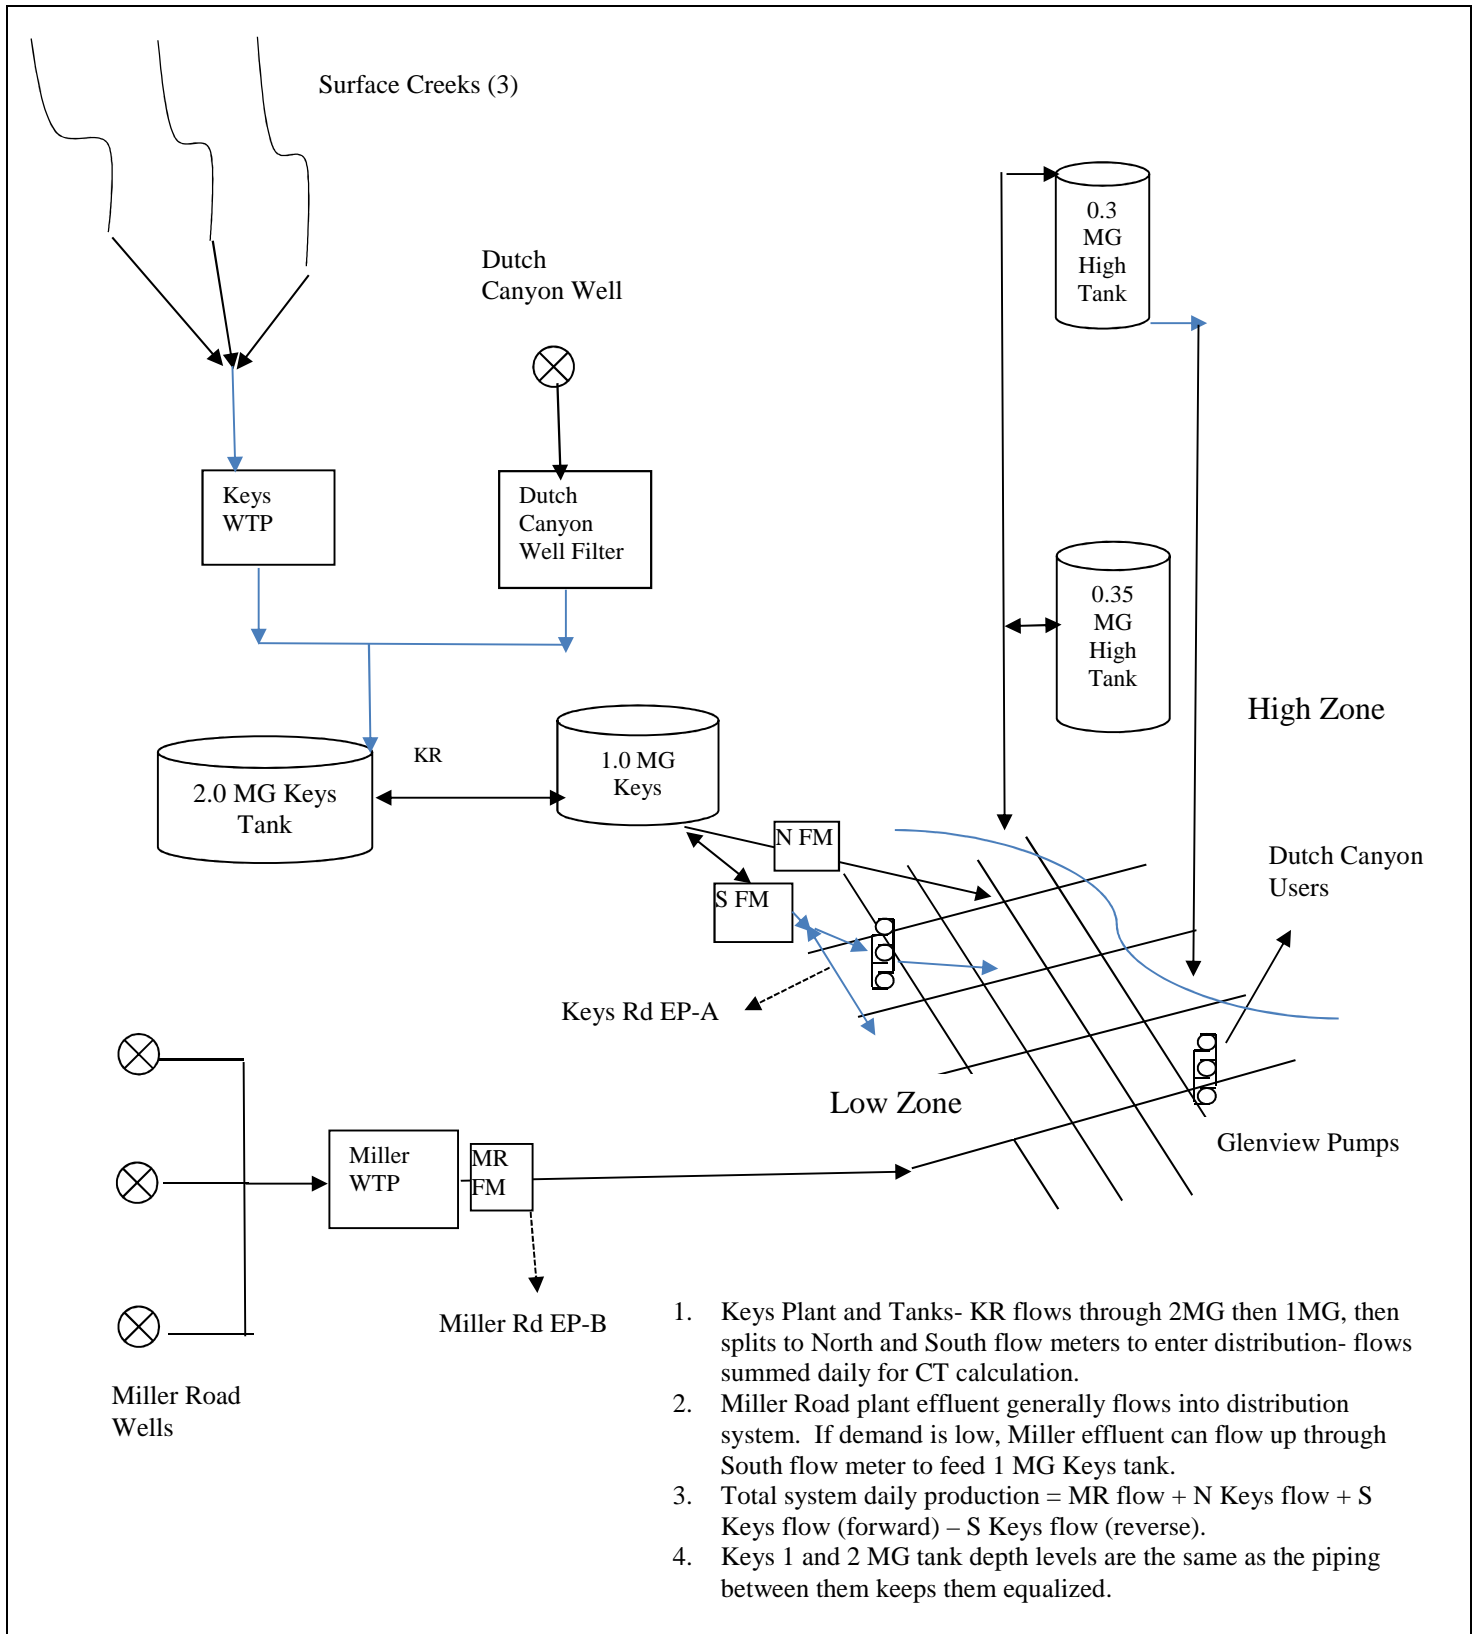 Surface Creeks (3)
Dutch
Canyon Well
0.3
MG
High
Tank
Keys
WTP
Dutch
Canyon
Well Filter
0.35
MG
High
Tank
High Zone
KR
2.0 MG Keys
Tank
1.0 MG
Keys
N FM
S FM
Dutch Canyon
Users
Keys Rd EP-A
Low Zone
Glenview Pumps
Miller
WTP
MR
FM
Miller Rd EP-B
Miller Road
Wells
1. Keys Plant and Tanks- KR flows through 2MG then 1MG, then
splits to North and South flow meters to enter distribution- flows
summed daily for CT calculation.
2. Miller Road plant effluent generally flows into distribution
system. If demand is low, Miller effluent can flow up through
South flow meter to feed 1 MG Keys tank.
3. Total system daily production = MR flow + N Keys flow + S
Keys flow (forward) – S Keys flow (reverse).
4. Keys 1 and 2 MG tank depth levels are the same as the piping
between them keeps them equalized.